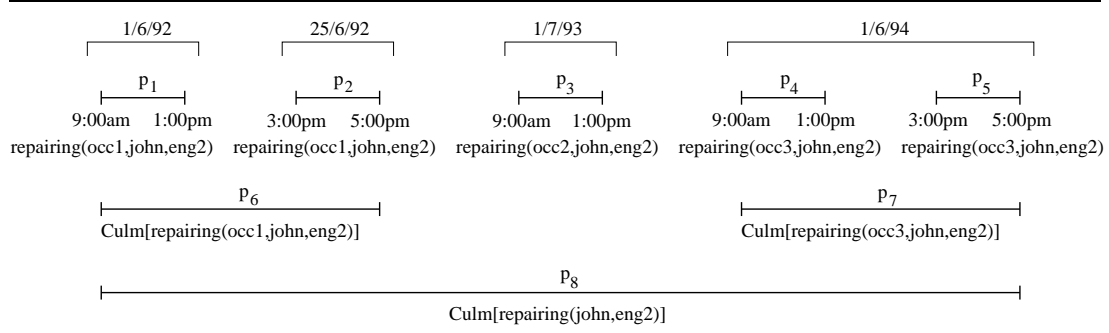 1/6/92 25/6/92 1/7/93 1/6/94
p1 p2 p3 p4 p5
9:00am 1:00pm 3:00pm 5:00pm 9:00am 1:00pm 9:00am 1:00pm 3:00pm 5:00pm
repairing(occ1,john,eng2) repairing(occ1,john,eng2) repairing(occ2,john,eng2) repairing(occ3,john,eng2) repairing(occ3,john,eng2)
p6 p7
Culm[repairing(occ1,john,eng2)] Culm[repairing(occ3,john,eng2)]
p8
Culm[repairing(john,eng2)]